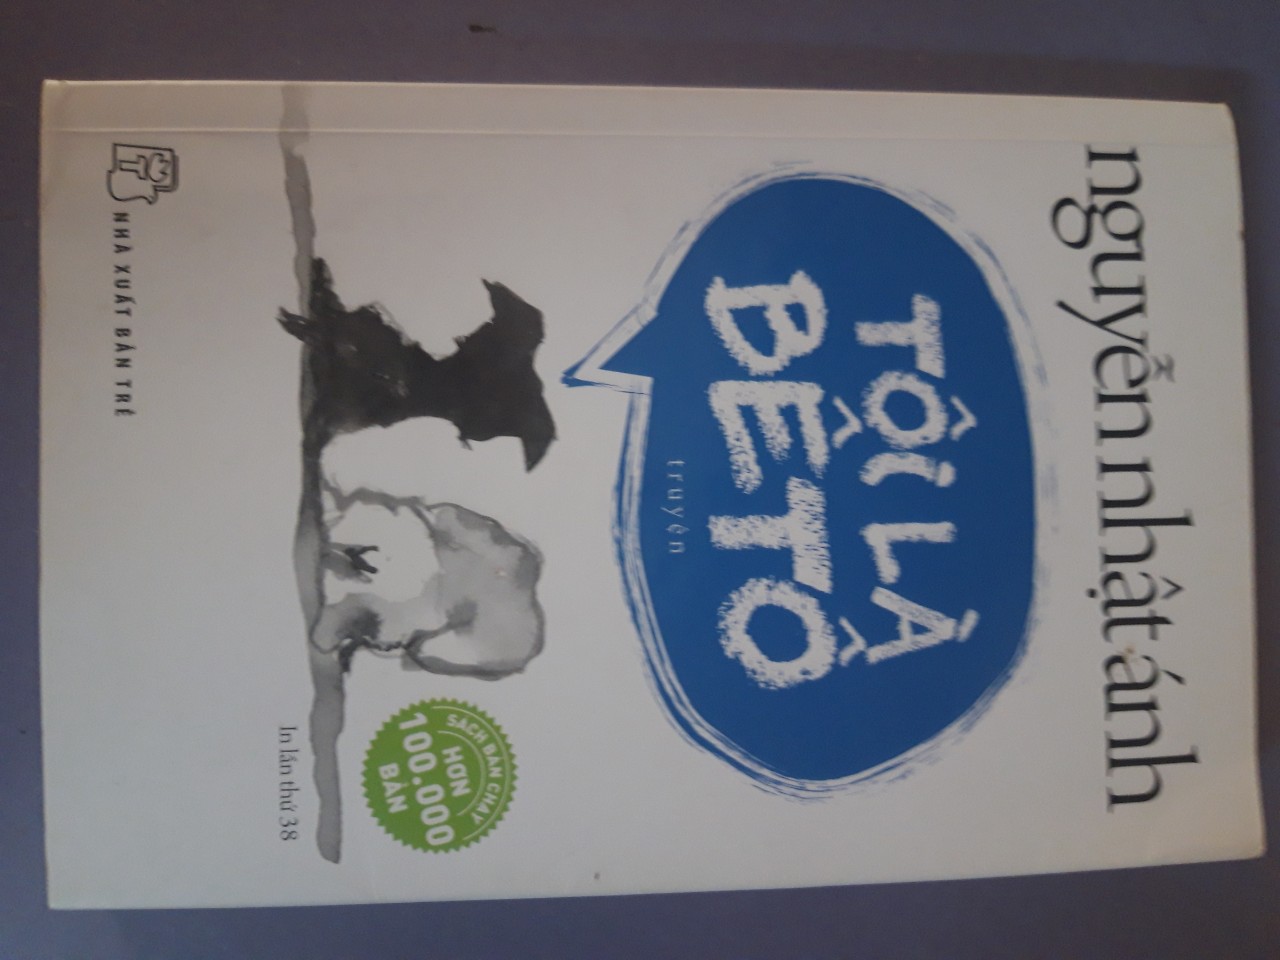 nguyễn nhật ánh
TÔI LÀ
BÊTÔ
truyện
SÁCH BÁN CHẠY
HƠN
100.000
BẢN
In lần thứ 38
T
NHÀ XUẤT BẢN TRẺ